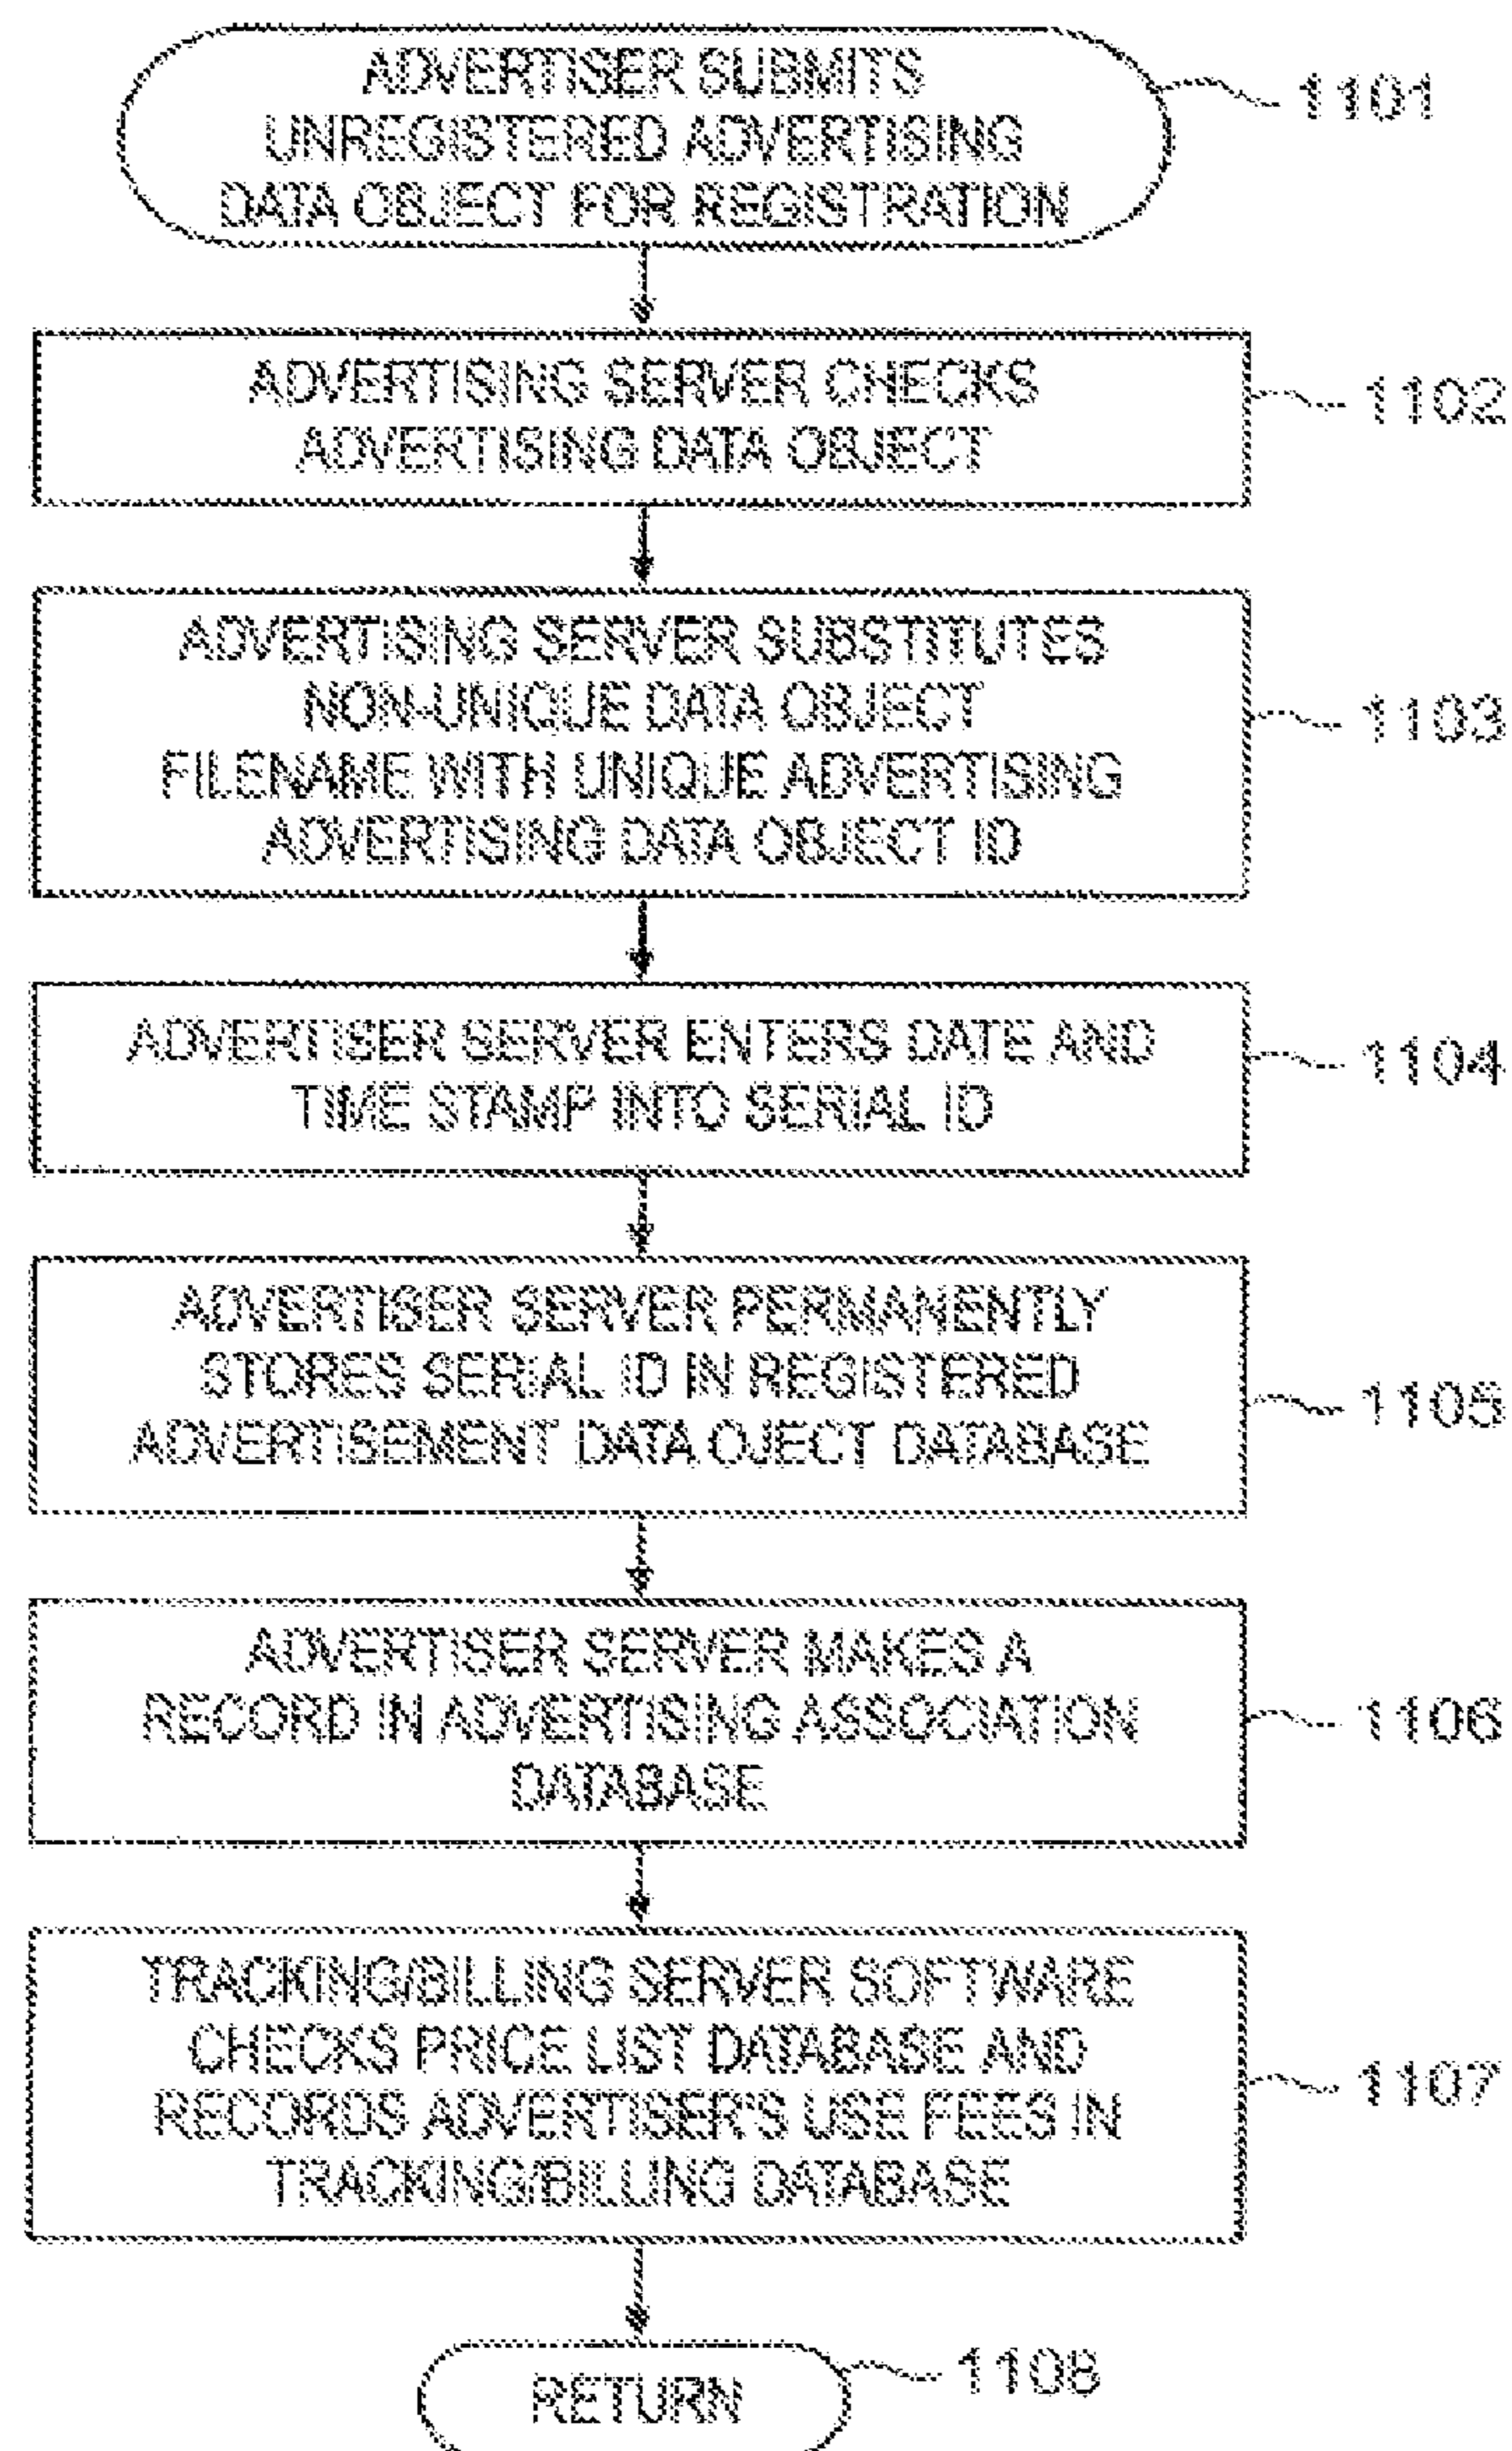 ADVERTISER SUBMITS
UNREGISTERED ADVERTISING
DATA OBJECT FOR REGISTRATION
1101
ADVERTISING SERVER CHECKS
ADVERTISING DATA OBJECT
1102
ADVERTISING SERVER SUBSTITUTES
NON-UNIQUE DATA OBJECT
FILENAME WITH UNIQUE ADVERTISING
ADVERTISING DATA OBJECT ID
1103
ADVERTISER SERVER ENTERS DATE AND
TIME STAMP INTO SERIAL ID
1104
ADVERTISER SERVER PERMANENTLY
STORES SERIAL ID IN REGISTERED
ADVERTISEMENT DATA OJECT DATABASE
1105
ADVERTISER SERVER MAKES A
RECORD IN ADVERTISING ASSOCIATION
DATABASE
1106
TRACKING/BILLING SERVER SOFTWARE
CHECKS PRICE LIST DATABASE AND
RECORDS ADVERTISER'S USE FEES IN
TRACKING/BILLING DATABASE
1107
RETURN
1108